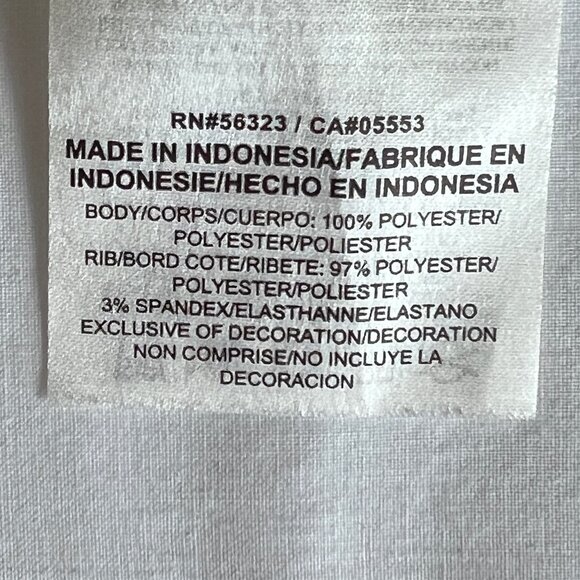 RN#56323 / CA#05553
MADE IN INDONESIA/FABRIQUE EN
INDONESIE/HECHO EN INDONESIA
BODY/CORPS/CUERPO: 100% POLYESTER/
POLYESTER/POLIESTER
RIB/BORD COTE/RIBETE: 97% POLYESTER/
POLYESTER/POLIESTER
3% SPANDEX/ELASTHANNE/ELASTANO
EXCLUSIVE OF DECORATION/DECORATION
NON COMPRISE/NO INCLUYE LA
DECORACION